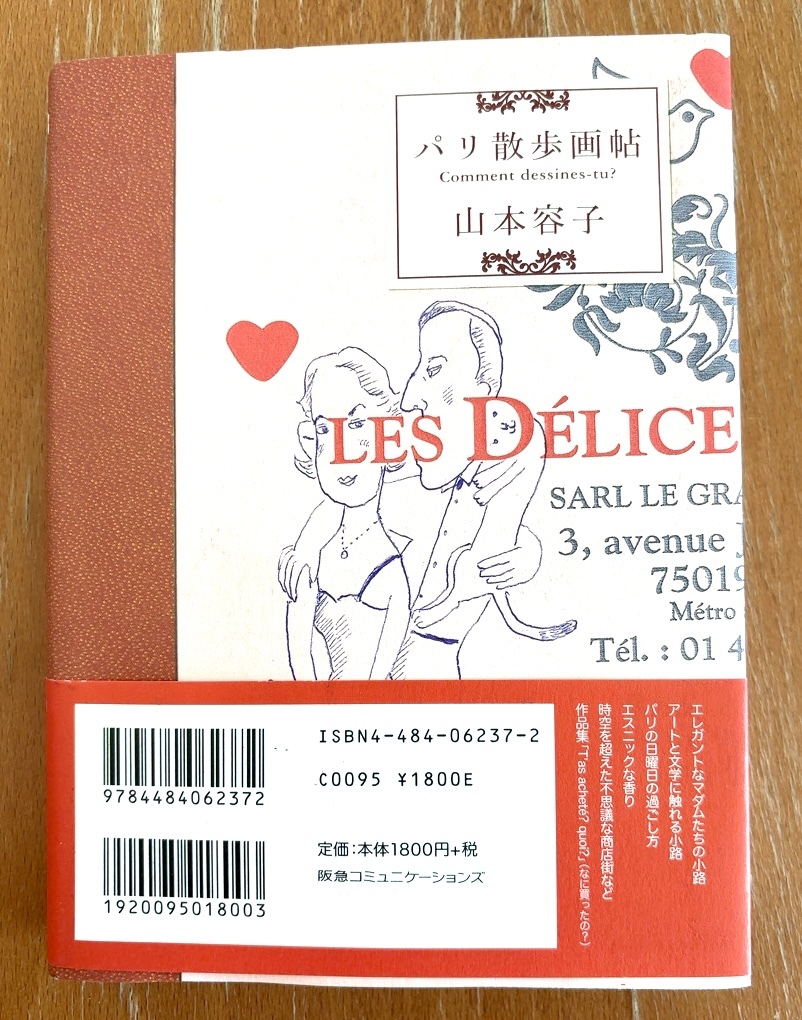 パリ散歩画帖
Comment dessines-tu?
山本容子
LES DÉLICE
SARL LE GRA
3, avenue
75019
Métro
Tél. : 01 4
エレガントなマダムたちの小路
アートと文学に触れる小路
パリの日曜日の過ごし方
エスニックな香り
時空を超えた不思議な商店街など
作品集「T'as acheté? quoi?」(なに買ったの?)
ISBN4-484-06237-2
C0095 ¥1800E
9784484062372
定価:本体1800円+税
阪急コミュニケーションズ
1920095018003